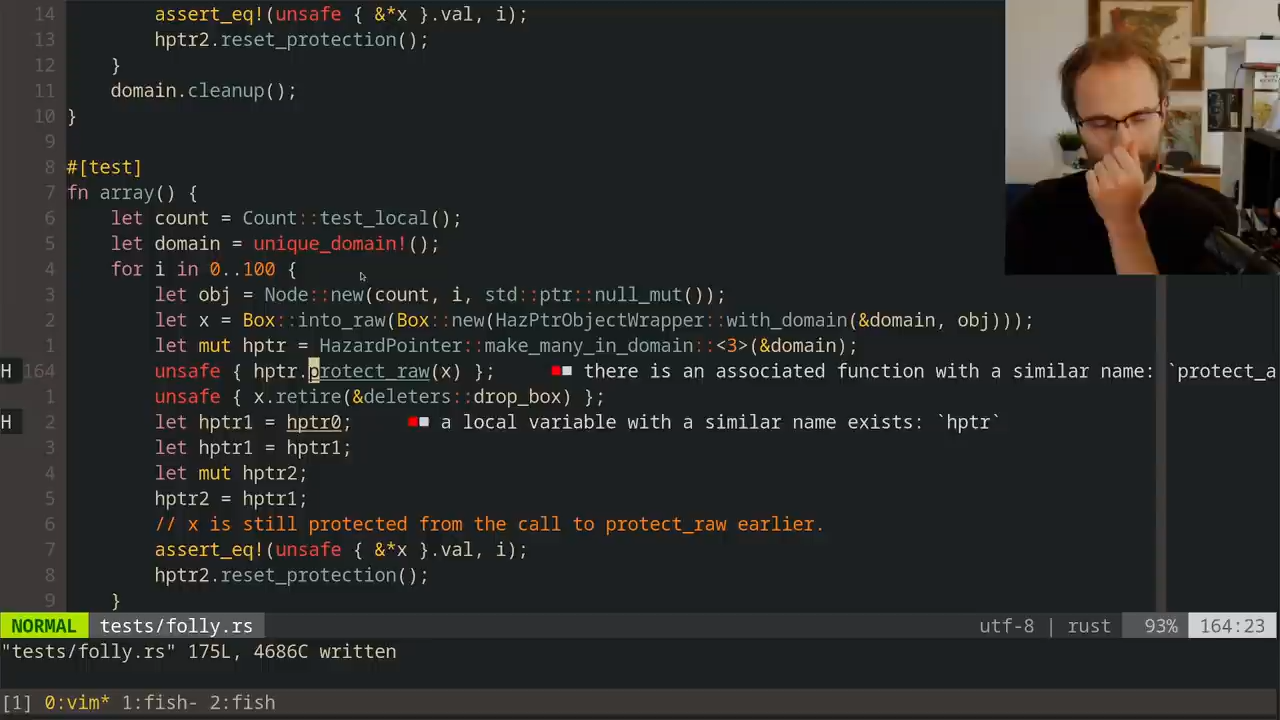 14 assert_eq!(unsafe { &*x }.val, i);
13 hptr2.reset_protection();
12 }
11 domain.cleanup();
10 }
9
8 #[test]
7 fn array() {
6 let count = Count::test_local();
5 let domain = unique_domain!();
4 for i in 0..100 {
3 let obj = Node::new(count, i, std::ptr::null_mut());
2 let x = Box::into_raw(Box::new(HazPtrObjectWrapper::with_domain(&domain, obj)));
1 let mut hptr = HazardPointer::make_many_in_domain::<3>(&domain);
H 164 unsafe { hptr.protect_raw(x) }; there is an associated function with a similar name: `protect_a
1 unsafe { x.retire(&deleters::drop_box) };
H 2 let hptr1 = hptr0; a local variable with a similar name exists: `hptr`
3 let hptr1 = hptr1;
4 let mut hptr2;
5 hptr2 = hptr1;
6 // x is still protected from the call to protect_raw earlier.
7 assert_eq!(unsafe { &*x }.val, i);
8 hptr2.reset_protection();
9 }
NORMAL tests/folly.rs utf-8 | rust 93% 164:23
"tests/folly.rs" 175L, 4686C written
[1] 0:vim* 1:fish- 2:fish